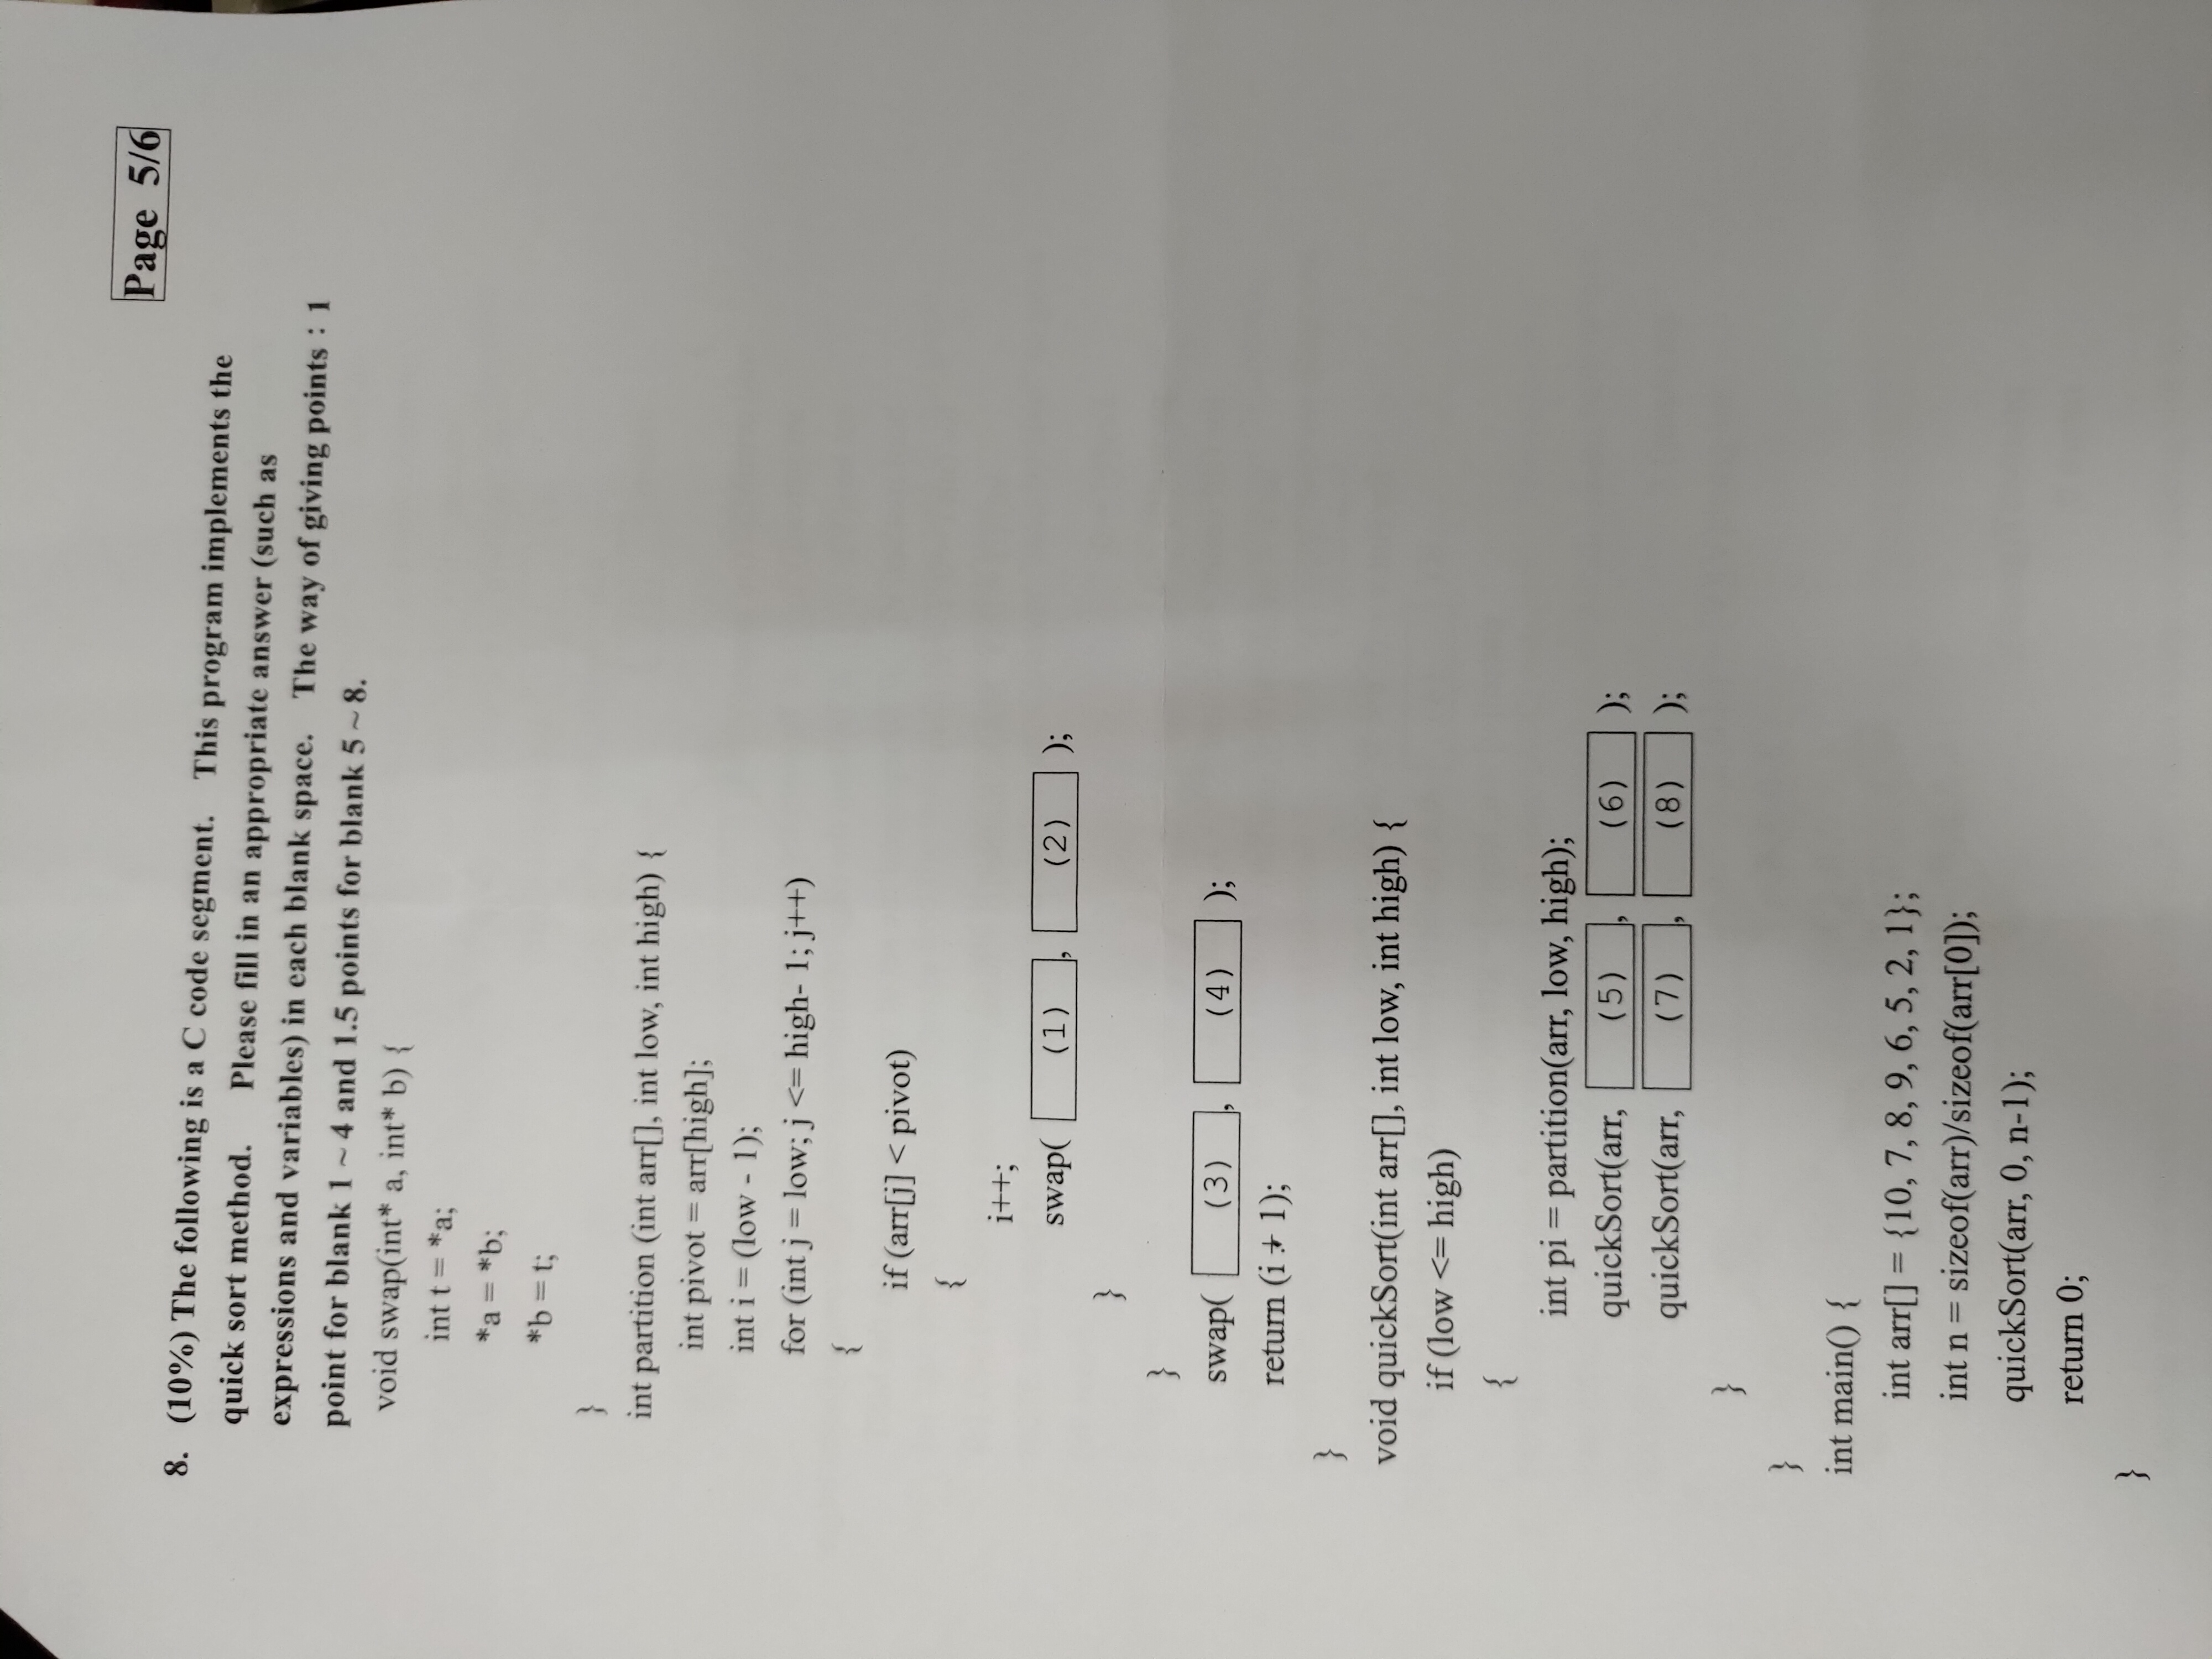 Page 5/6
8. (10%) The following is a C code segment. This program implements the
quick sort method. Please fill in an appropriate answer (such as
expressions and variables) in each blank space. The way of giving points：1
point for blank 1 ~ 4 and 1.5 points for blank 5 ~ 8.
void swap(int* a, int* b) {
int t = *a;
*a = *b;
*b = t;
}
int partition (int arr[], int low, int high) {
int pivot = arr[high];
int i = (low - 1);
for (int j = low; j <= high- 1; j++)
{
if (arr[j] < pivot)
{
i++;
swap( (1) , (2) );
}
}
swap( (3) , (4) );
return (i + 1);
}
void quickSort(int arr[], int low, int high) {
if (low <= high)
{
int pi = partition(arr, low, high);
quickSort(arr, (5) , (6) );
quickSort(arr, (7) , (8) );
}
}
int main() {
int arr[] = {10, 7, 8, 9, 6, 5, 2, 1};
int n = sizeof(arr)/sizeof(arr[0]);
quickSort(arr, 0, n-1);
return 0;
}